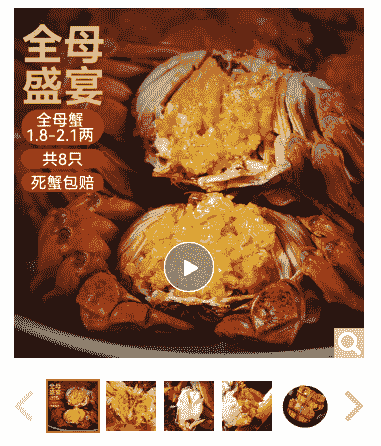 全母
盛宴
全母蟹
1.8-2.1两
共8只
死蟹包赔